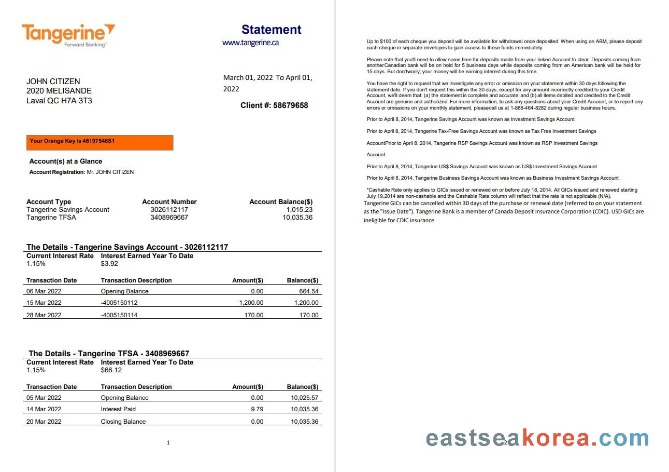 Tangerine
Forward Banking
Statement
www.tangerine.ca
JOHN CITIZEN
2020 MELISANDE
Laval QC H7A 3T3
March 01, 2022 To April 01,
2022
Client #: 58679658
Your Orange Key is 4619784651
Account(s) at a Glance
Account Registration: Mr. JOHN CITIZEN
Account Type Account Number Account Balance($)
Tangerine Savings Account 3026112117 1,015.23
Tangerine TFSA 3408969667 10,035.36
The Details - Tangerine Savings Account - 3026112117
Current Interest Rate Interest Earned Year To Date
1.15% $3.92
Transaction Date Transaction Description Amount($) Balance($)
06 Mar 2022 Opening Balance 0.00 664.54
15 Mar 2022 -4005150112 1,200.00 1,200.00
28 Mar 2022 -4005150114 170.00 170.00
The Details - Tangerine TFSA - 3408969667
Current Interest Rate Interest Earned Year To Date
1.15% $66.12
Transaction Date Transaction Description Amount($) Balance($)
05 Mar 2022 Opening Balance 0.00 10,025.57
14 Mar 2022 Interest Paid 9.79 10,035.36
20 Mar 2022 Closing Balance 0.00 10,035.36
1
Up to $100 of each cheque you deposit will be available for withdrawal once deposited. When using an ABM, please deposit
each cheque in separate envelopes to gain access to these funds immediately.
Please note that you'll need to allow some time for deposits made from your linked Account to clear. Deposits coming from
anotherCanadian bank will be on hold for 5 business days while deposits coming from an American bank will be held for
15 days. But don'tworry; your money will be earning interest during this time.
You have the right to request that we investigate any error or omission on your statement within 30 days following the
statement date. If you don't request this within the 30 days, except for any amount incorrectly credited to your Credit
Account, we'll deem that: (a) the statement is complete and accurate; and (b) all items debited and credited to the Credit
Account are genuine and authorized. For more information, to ask any questions about your Credit Account, or to report any
errors or omissions on your monthly statement, pleasecall us at 1-888-464-8282 during regular business hours.
Prior to April 8, 2014, Tangerine Savings Account was known as Investment Savings Account
Prior to April 8, 2014, Tangerine Tax-Free Savings Account was known as Tax Free Investment Savings
AccountPrior to April 8, 2014, Tangerine RSP Savings Account was known as RSP Investment Savings
Account
Prior to April 8, 2014, Tangerine US$ Savings Account was known as US$ Investment Savings Account
Prior to April 8, 2014, Tangerine Business Savings Account was known as Business Investment Savings Account
*Cashable Rate only applies to GICs issued or renewed on or before July 18, 2014. All GICs issued and renewed starting
July 19,2014 are non-cashable and the Cashable Rate column will reflect that the rate is not applicable (N/A).
Tangerine GICs can be cancelled within 30 days of the purchase or renewal date (referred to on your statement
as the "Issue Date"). Tangerine Bank is a member of Canada Deposit Insurance Corporation (CDIC). USD GICs are
ineligible for CDIC insurance
eastseakorea.com